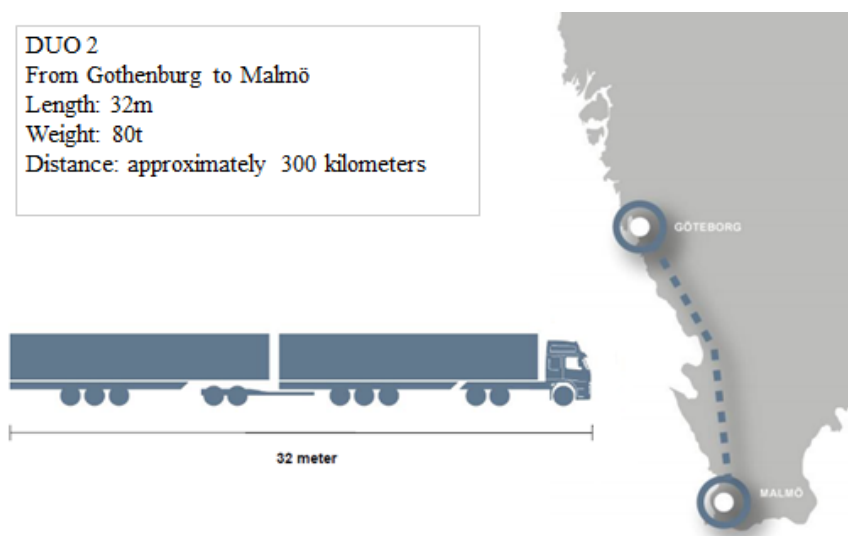 DUO 2
From Gothenburg to Malmö
Length: 32m
Weight: 80t
Distance: approximately 300 kilometers
GÖTEBORG
32 meter
MALMÖ